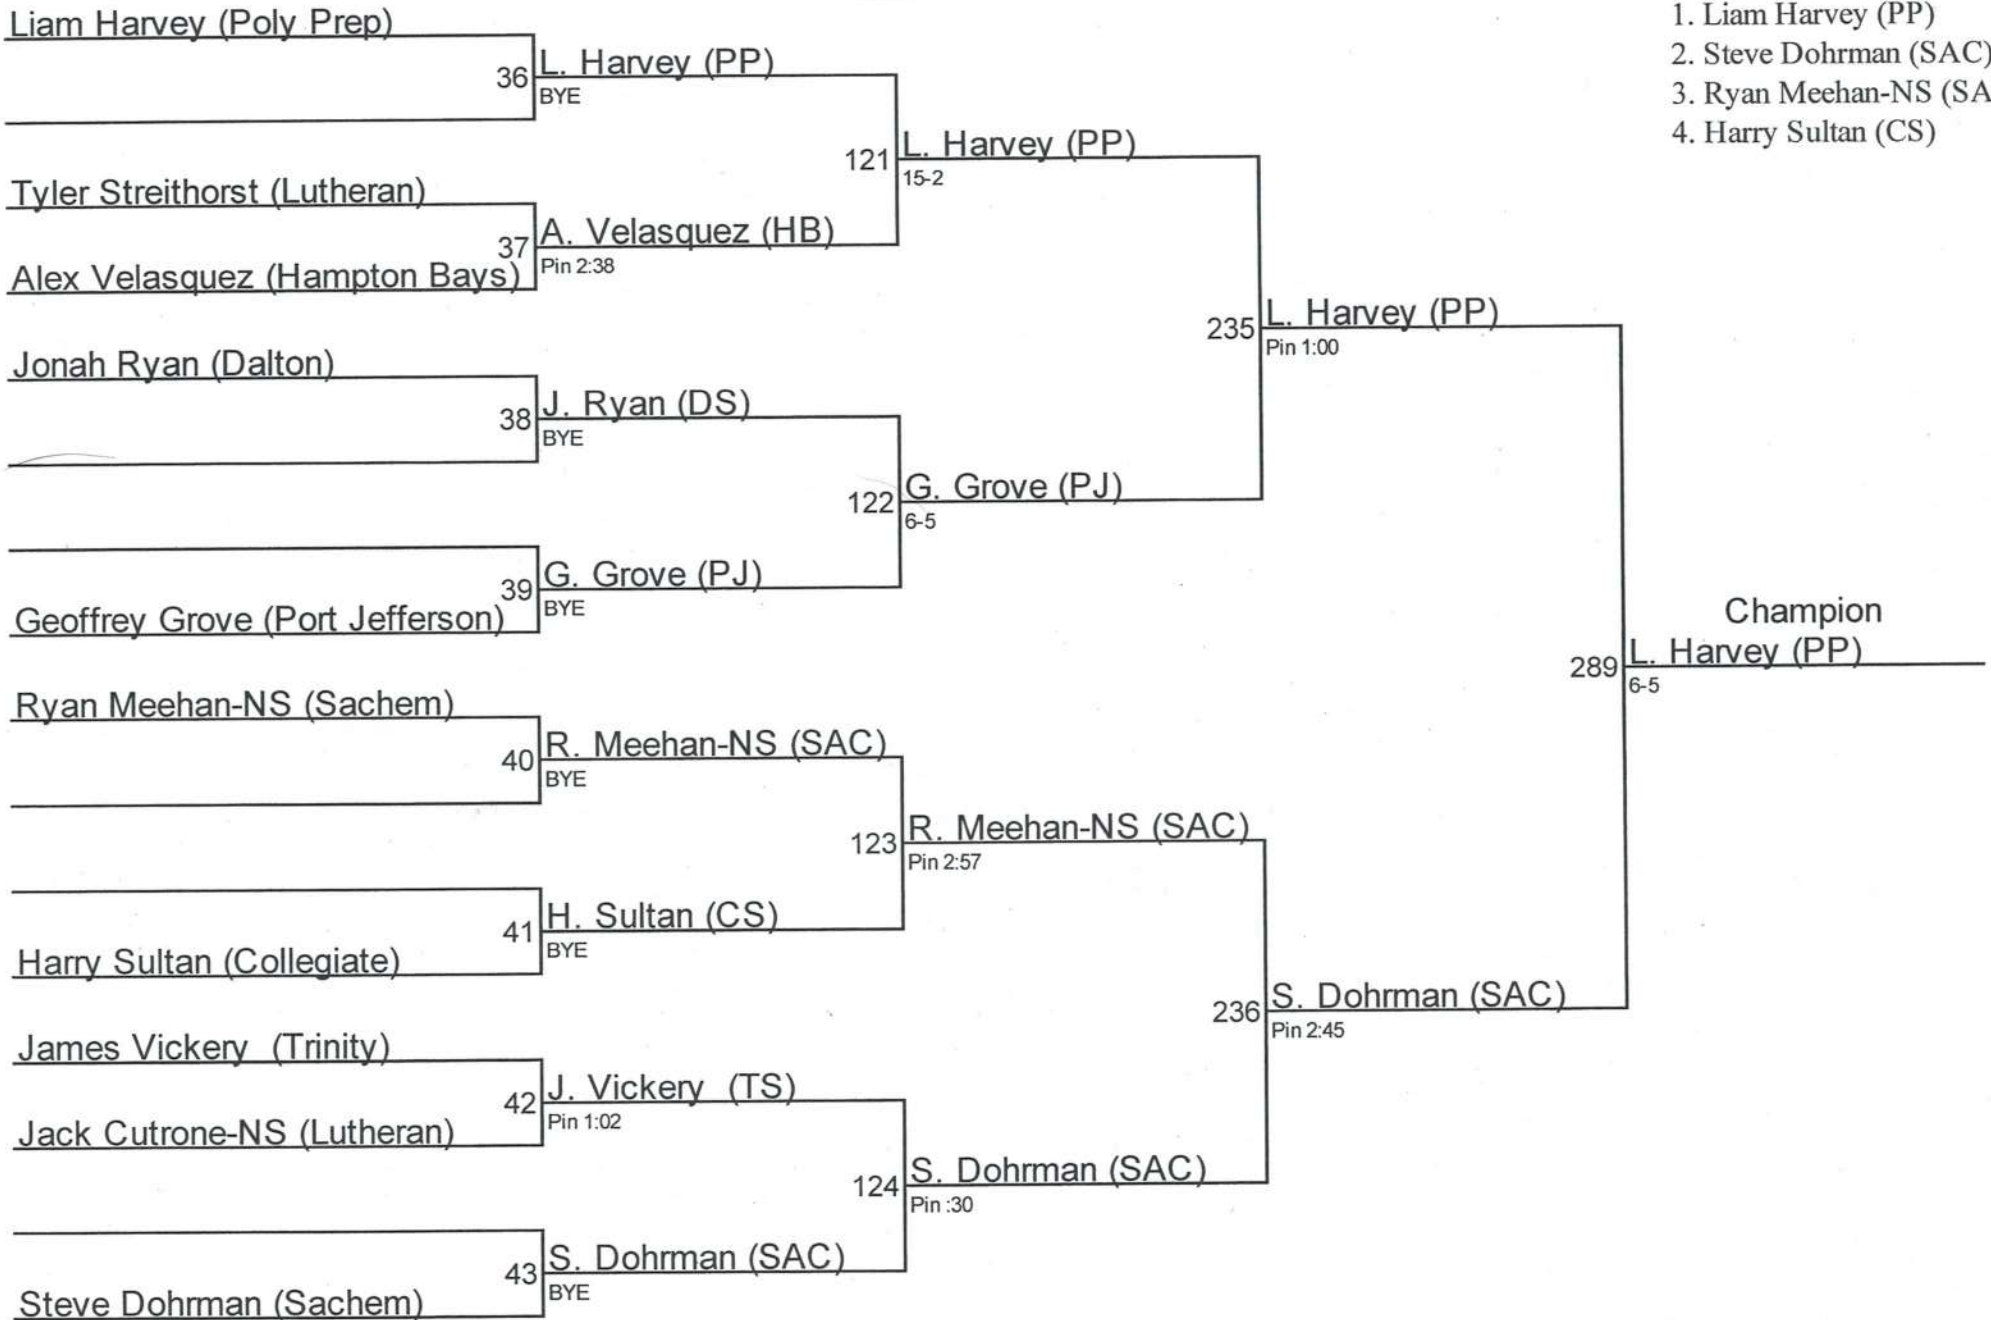 Liam Harvey (Poly Prep)
36
L. Harvey (PP)
BYE
Tyler Streithorst (Lutheran)
Alex Velasquez (Hampton Bays)
37
A. Velasquez (HB)
Pin 2:38
121
L. Harvey (PP)
15-2
Jonah Ryan (Dalton)
38
J. Ryan (DS)
BYE
39
Geoffrey Grove (Port Jefferson)
G. Grove (PJ)
BYE
122
G. Grove (PJ)
6-5
235
L. Harvey (PP)
Pin 1:00
Ryan Meehan-NS (Sachem)
40
R. Meehan-NS (SAC)
BYE
41
Harry Sultan (Collegiate)
H. Sultan (CS)
BYE
123
R. Meehan-NS (SAC)
Pin 2:57
James Vickery (Trinity)
Jack Cutrone-NS (Lutheran)
42
J. Vickery (TS)
Pin 1:02
43
Steve Dohrman (Sachem)
S. Dohrman (SAC)
BYE
124
S. Dohrman (SAC)
Pin :30
236
S. Dohrman (SAC)
Pin 2:45
289
Champion
L. Harvey (PP)
6-5
1. Liam Harvey (PP)
2. Steve Dohrman (SAC)
3. Ryan Meehan-NS (SA
4. Harry Sultan (CS)